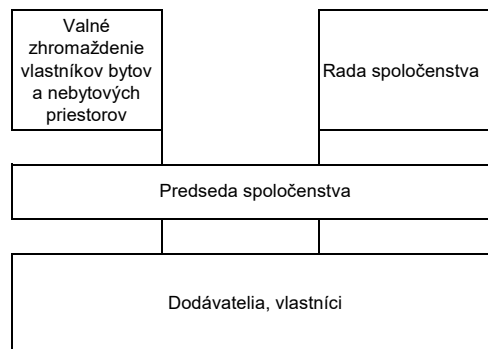 Valné
zhromaždenie
vlastníkov bytov
a nebytových
priestorov
Rada spoločenstva
Predseda spoločenstva
Dodávatelia, vlastníci